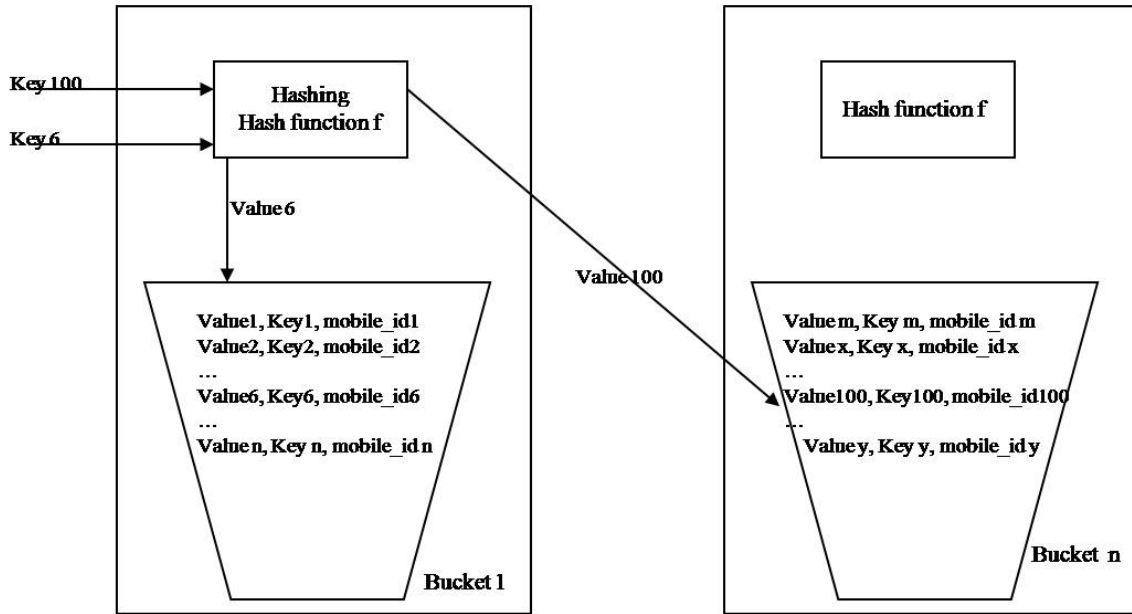 Key 100
Key 6
Hashing
Hash function f
Value 6
Value1, Key1, mobile_id1
Value2, Key2, mobile_id2
...
Value6, Key6, mobile_id6
...
Value n, Key n, mobile_id n
Bucket 1
Value 100
Hash function f
Value m, Key m, mobile_id m
Value x, Key x, mobile_id x
...
Value100, Key100, mobile_id100
...
Value y, Key y, mobile_id y
Bucket n